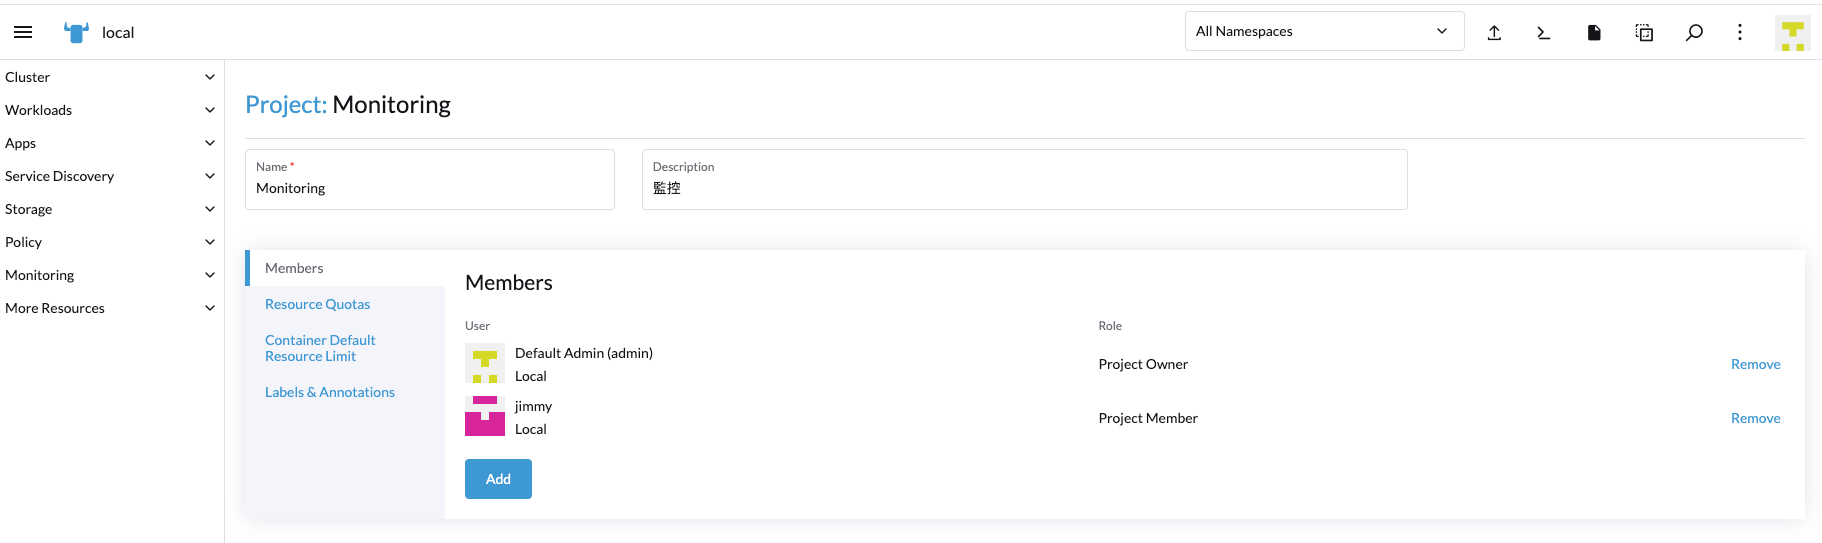 local
All Namespaces
Cluster
Workloads
Apps
Service Discovery
Storage
Policy
Monitoring
More Resources
Project: Monitoring
Name *
Monitoring
Description
監控
Members
Resource Quotas
Container Default
Resource Limit
Labels & Annotations
Members
User
Role
Default Admin (admin)
Local
Project Owner
Remove
jimmy
Local
Project Member
Remove
Add